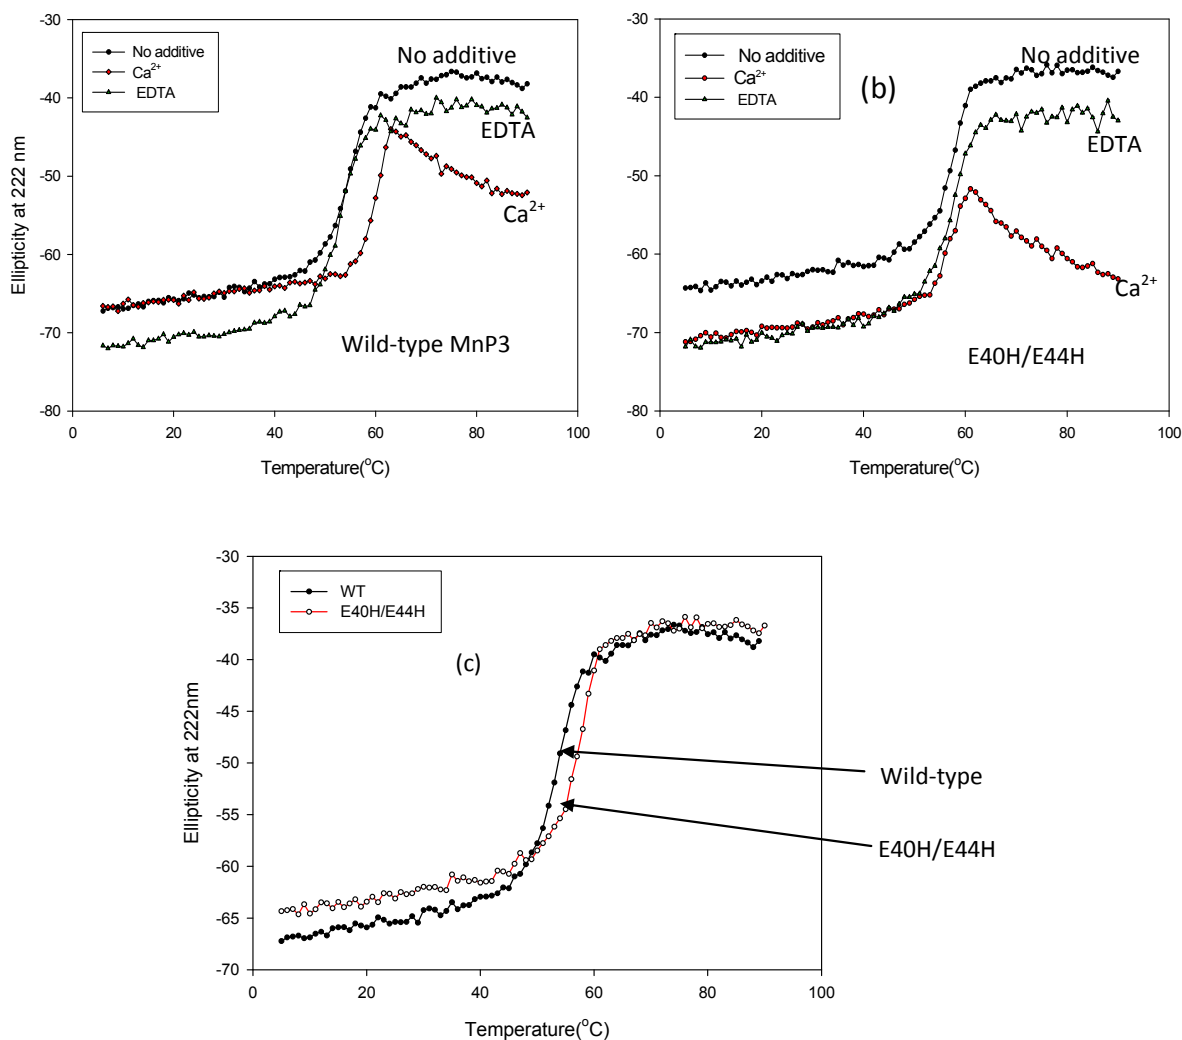 -30
-40
-50
-60
-70
-80
Ellipticity at 222 nm
No additive
Ca2+
EDTA
No additive
EDTA
Ca2+
Wild-type MnP3
0 20 40 60 80 100
Temperature(oC)
-30
-40
-50
-60
-70
-80
No additive
Ca2+
EDTA
No additive
(b)
EDTA
Ca2+
E40H/E44H
0 20 40 60 80 100
Temperature(oC)
-30
-35
-40
-45
-50
-55
-60
-65
-70
Ellipticity at 222nm
WT
E40H/E44H
(c)
Wild-type
E40H/E44H
0 20 40 60 80 100
Temperature(oC)